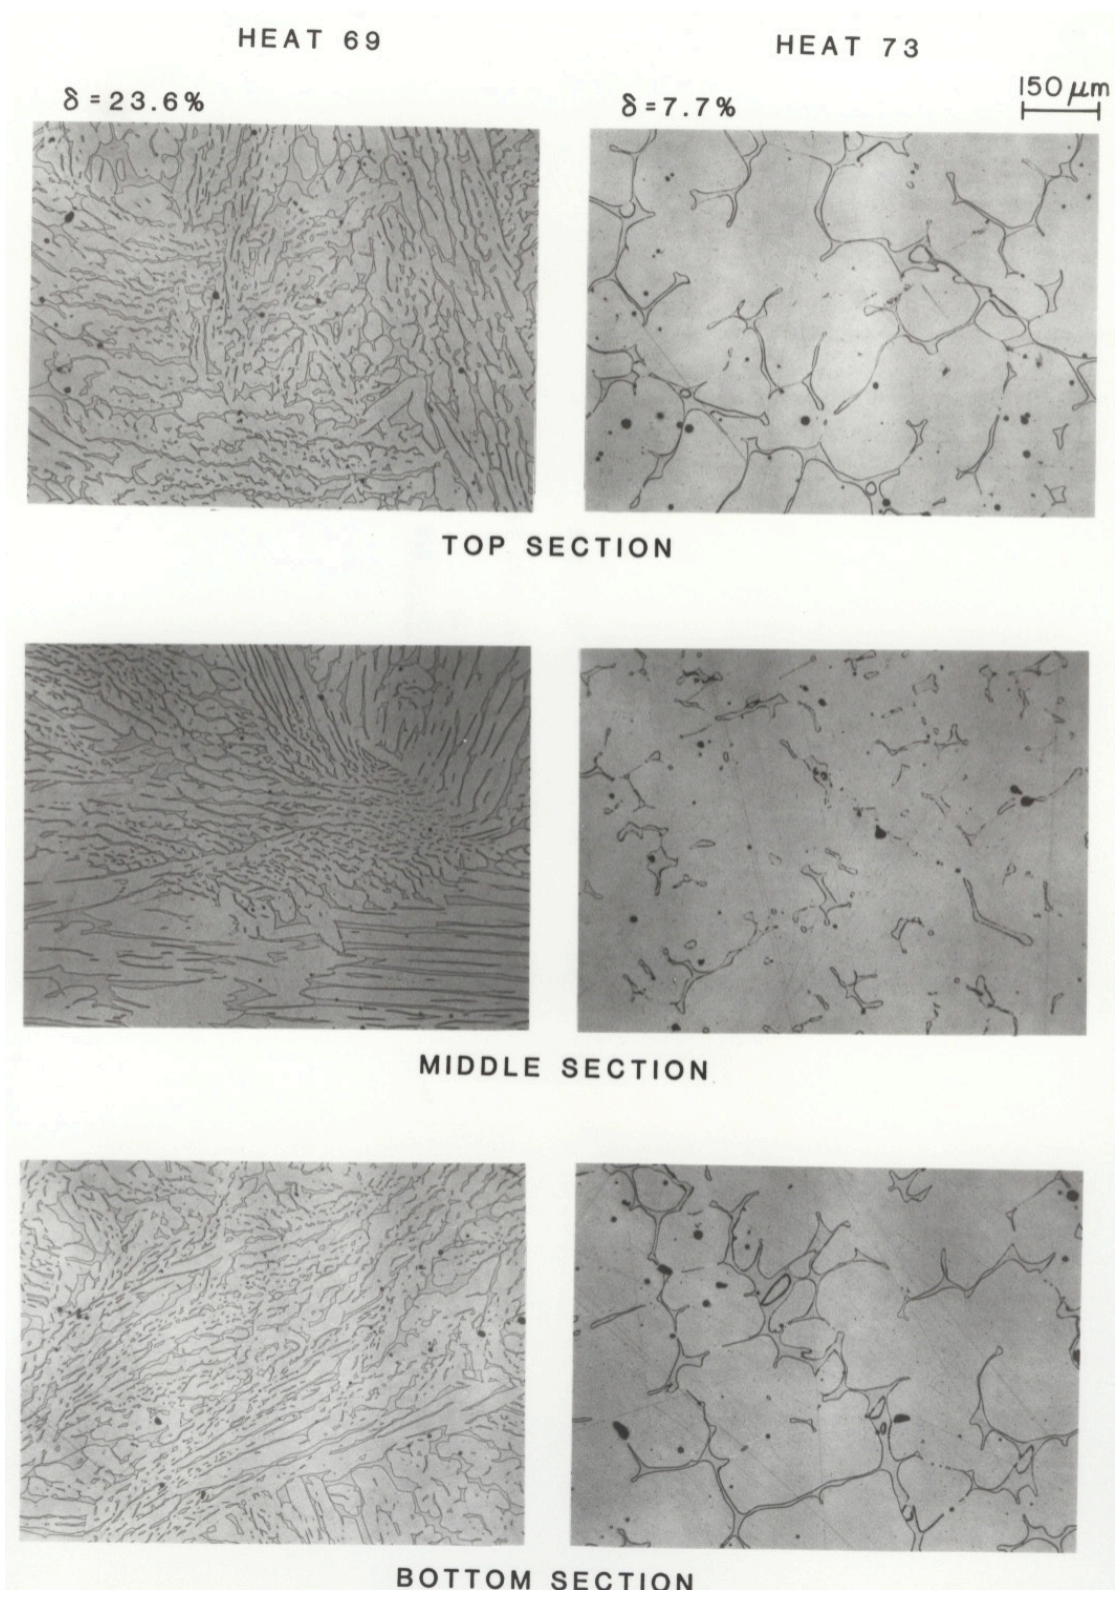 HEAT 69
HEAT 73
δ = 23.6%
δ = 7.7%
150 μm
TOP SECTION
MIDDLE SECTION
BOTTOM SECTION